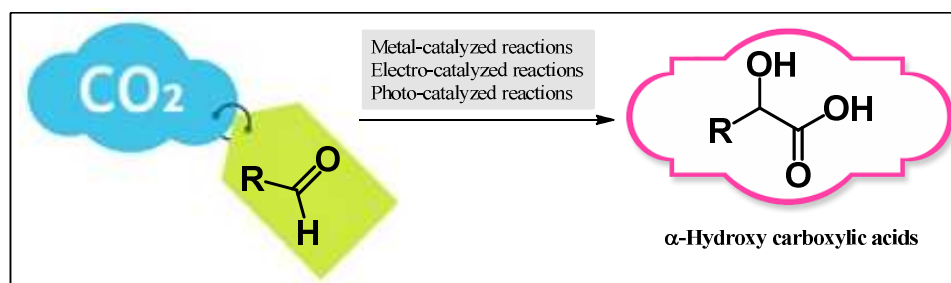 CO₂
R
O
H
Metal-catalyzed reactions
Electro-catalyzed reactions
Photo-catalyzed reactions
OH
R
OH
O
α-Hydroxy carboxylic acids